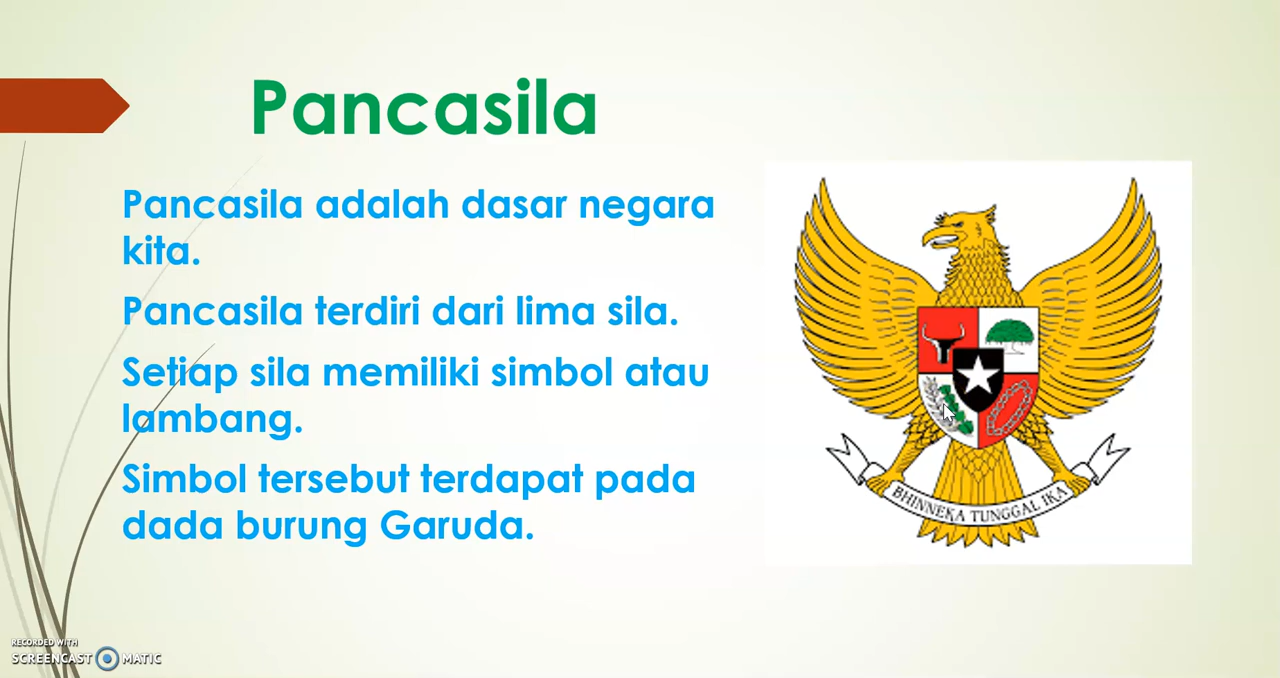 Pancasila
Pancasila adalah dasar negara
kita.
Pancasila terdiri dari lima sila.
Setiap sila memiliki simbol atau
lambang.
Simbol tersebut terdapat pada
dada burung Garuda.
BHINNEKA TUNGGAL IKA
RECORDED WITH
SCREENCAST MATIC